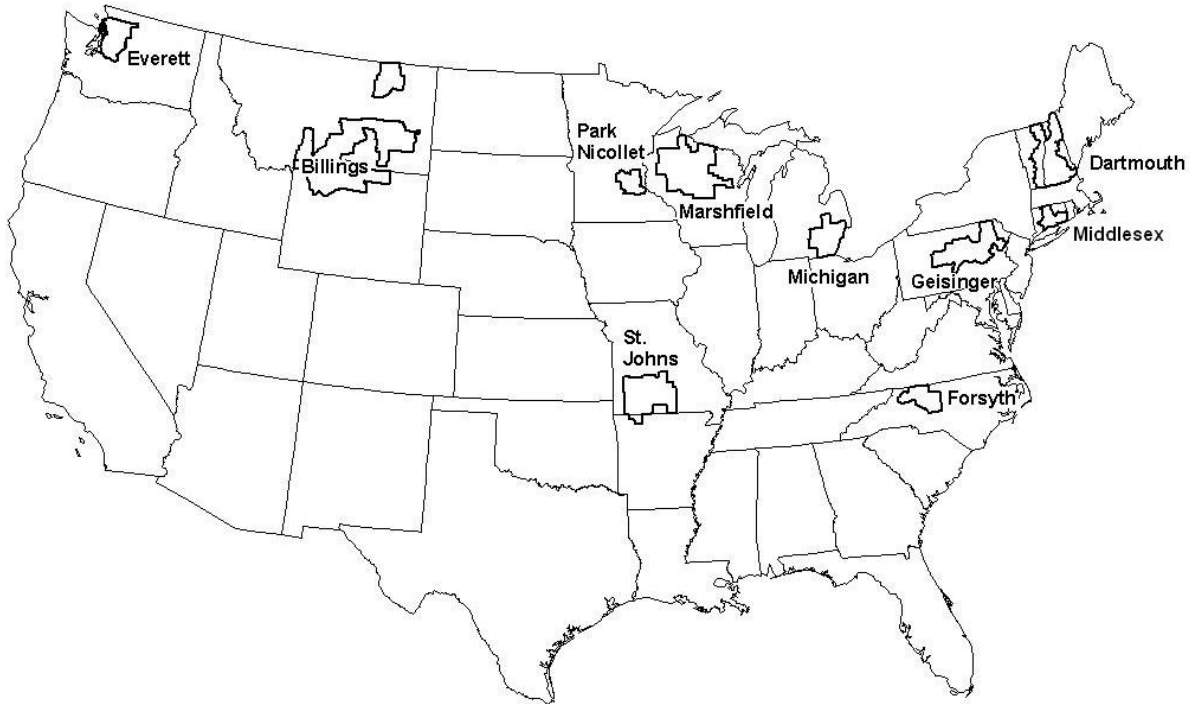 Everett
Billings
Park
Nicollet
Marshfield
Dartmouth
Middlesex
Michigan
Geisinger
St.
Johns
Forsyth